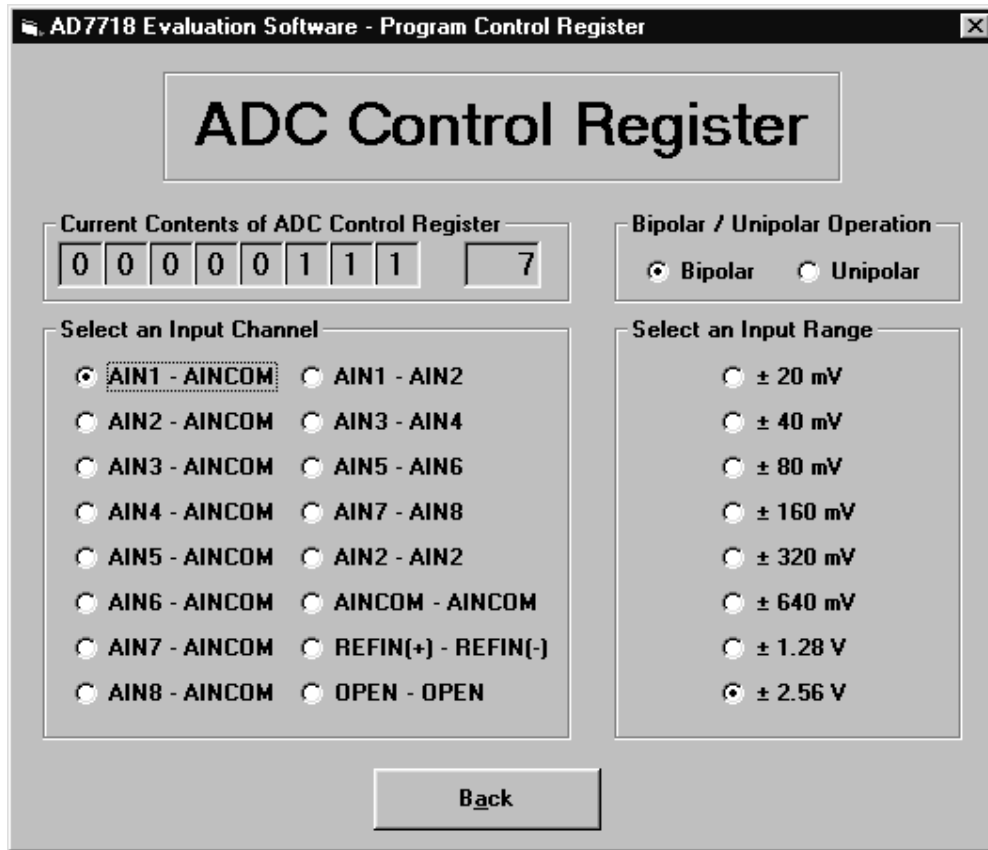 AD7718 Evaluation Software - Program Control Register
ADC Control Register
Current Contents of ADC Control Register
0 0 0 0 0 1 1 1 7
Bipolar / Unipolar Operation
Bipolar Unipolar
Select an Input Channel
AIN1 - AINCOM AIN1 - AIN2
AIN2 - AINCOM AIN3 - AIN4
AIN3 - AINCOM AIN5 - AIN6
AIN4 - AINCOM AIN7 - AIN8
AIN5 - AINCOM AIN2 - AIN2
AIN6 - AINCOM AINCOM - AINCOM
AIN7 - AINCOM REFIN(+) - REFIN(-)
AIN8 - AINCOM OPEN - OPEN
Select an Input Range
± 20 mV
± 40 mV
± 80 mV
± 160 mV
± 320 mV
± 640 mV
± 1.28 V
± 2.56 V
Back